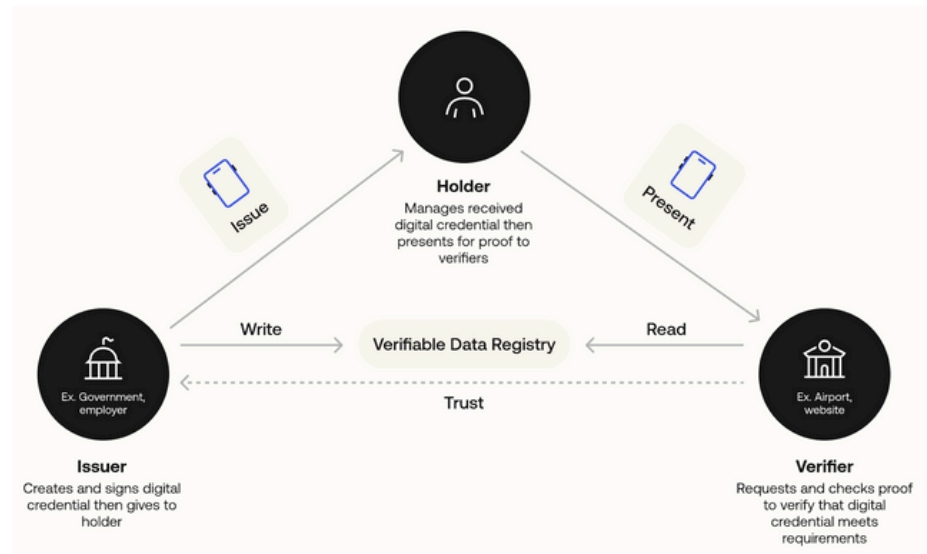 Holder
Manages received
digital credential then
presents for proof to
verifiers
Issue
Present
Write
Verifiable Data Registry
Read
Trust
Ex. Government,
employer
Issuer
Creates and signs digital
credential then gives to
holder
Ex. Airport,
website
Verifier
Requests and checks proof
to verify that digital
credential meets
requirements